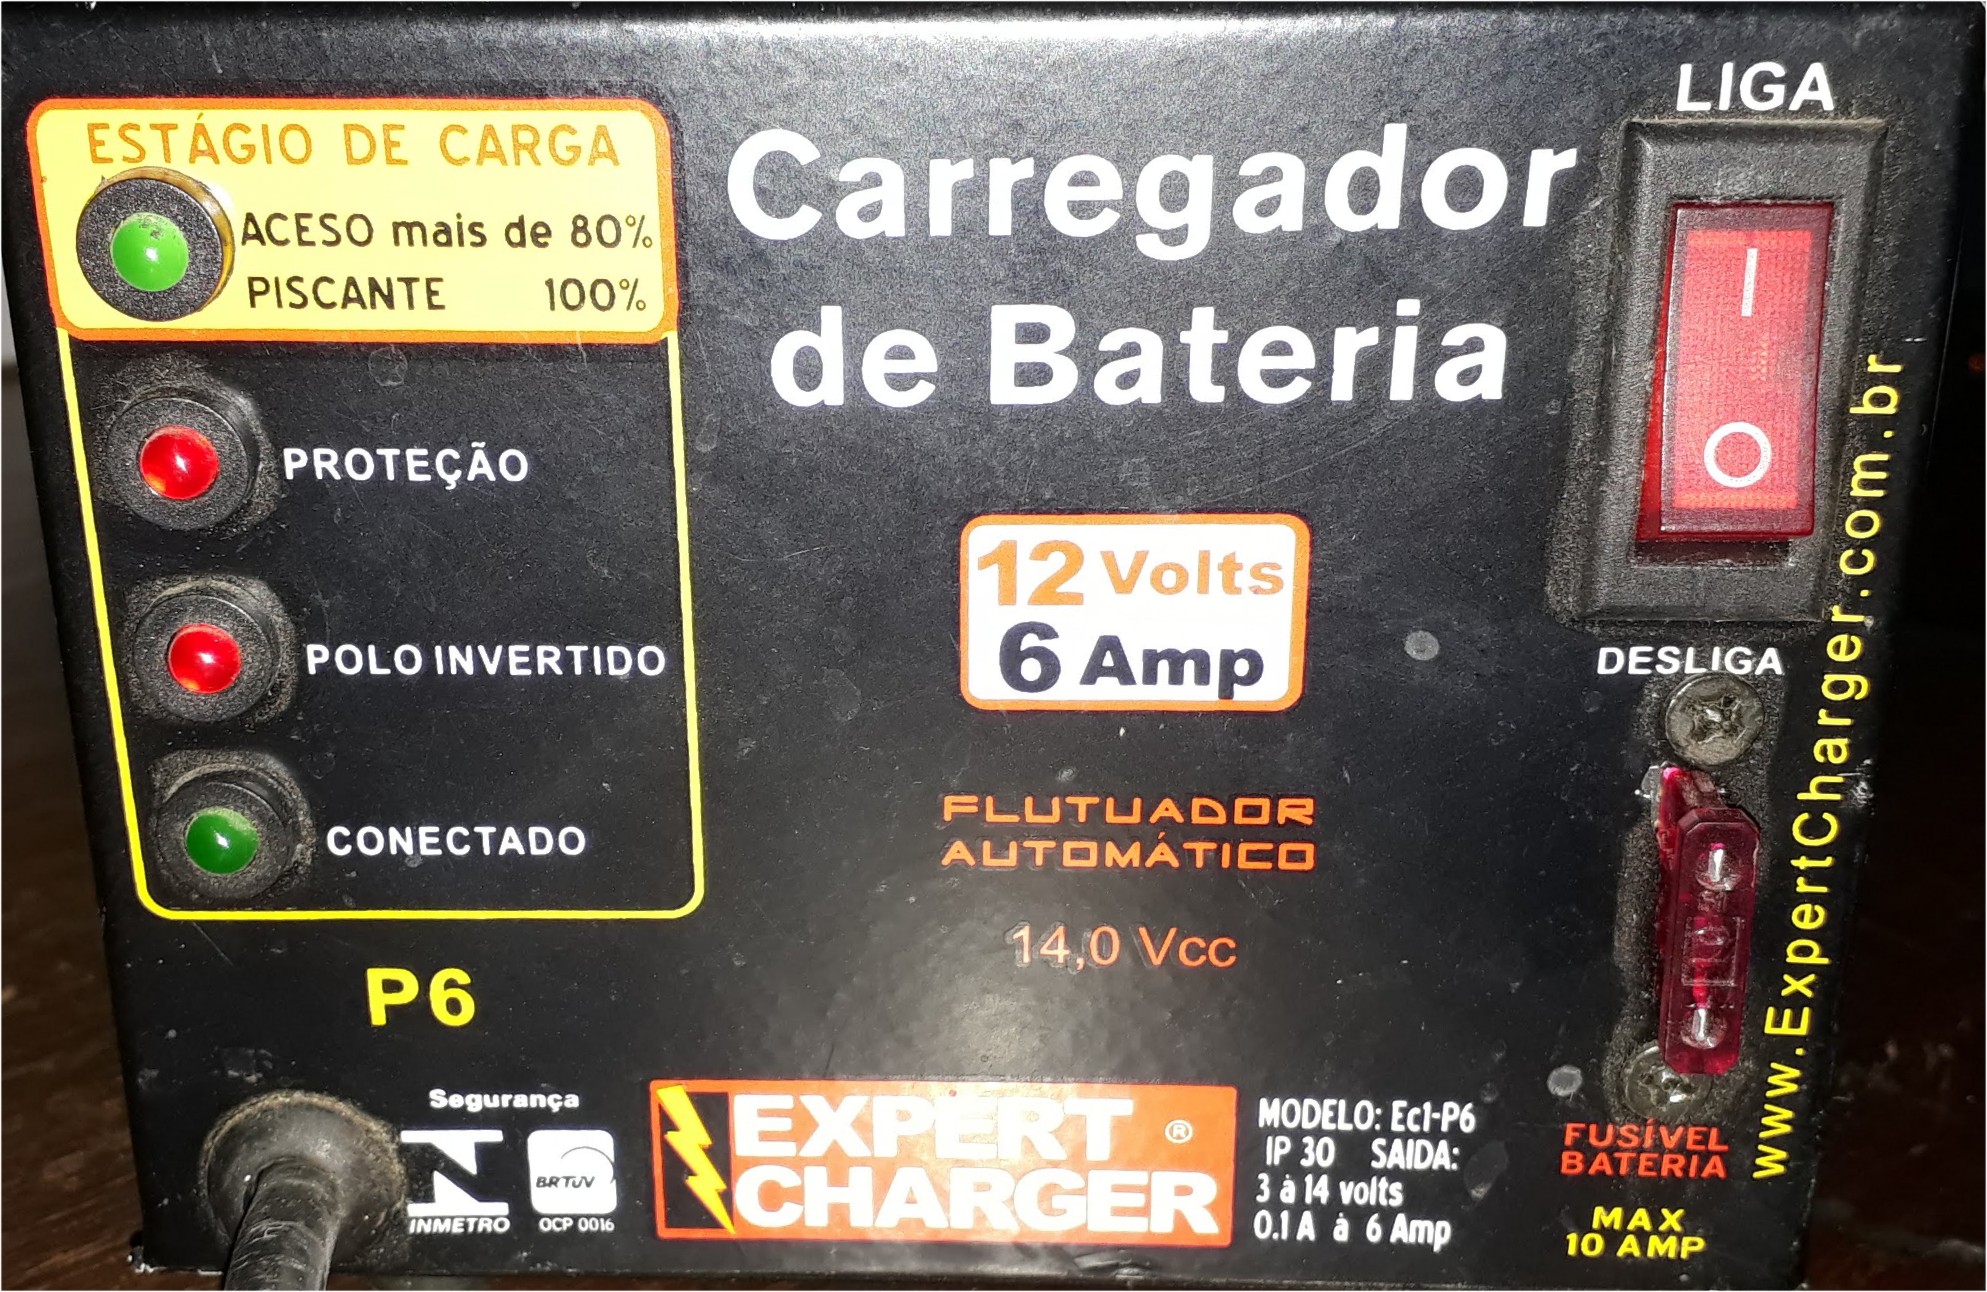 LIGA
ESTÁGIO DE CARGA
ACESO mais de 80%
PISCANTE 100%
Carregador
de Bateria
PROTEÇÃO
POLO INVERTIDO
CONECTADO
12 Volts
6 Amp
DESLIGA
FLUTUADOR
AUTOMÁTICO
14,0 Vcc
P6
www.ExpertCharger.com.br
Segurança
INMETRO
BRTUV
OCP 0016
EXPERT ®
CHARGER
MODELO: Ec1-P6
IP 30 SAIDA:
3 à 14 volts
0.1 A à 6 Amp
FUSÍVEL
BATERIA
MAX
10 AMP